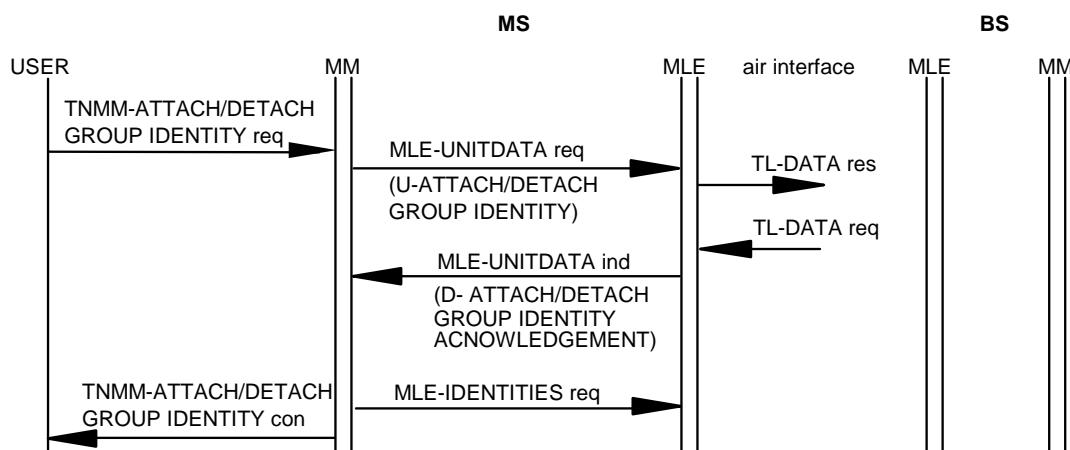 MS BS
USER MM MLE air interface MLE MM
TNMM-ATTACH/DETACH
GROUP IDENTITY req
MLE-UNITDATA req
(U-ATTACH/DETACH
GROUP IDENTITY)
TL-DATA res
TL-DATA req
MLE-UNITDATA ind
(D- ATTACH/DETACH
GROUP IDENTITY
ACNOWLEDGEMENT)
TNMM-ATTACH/DETACH
GROUP IDENTITY con
MLE-IDENTITIES req